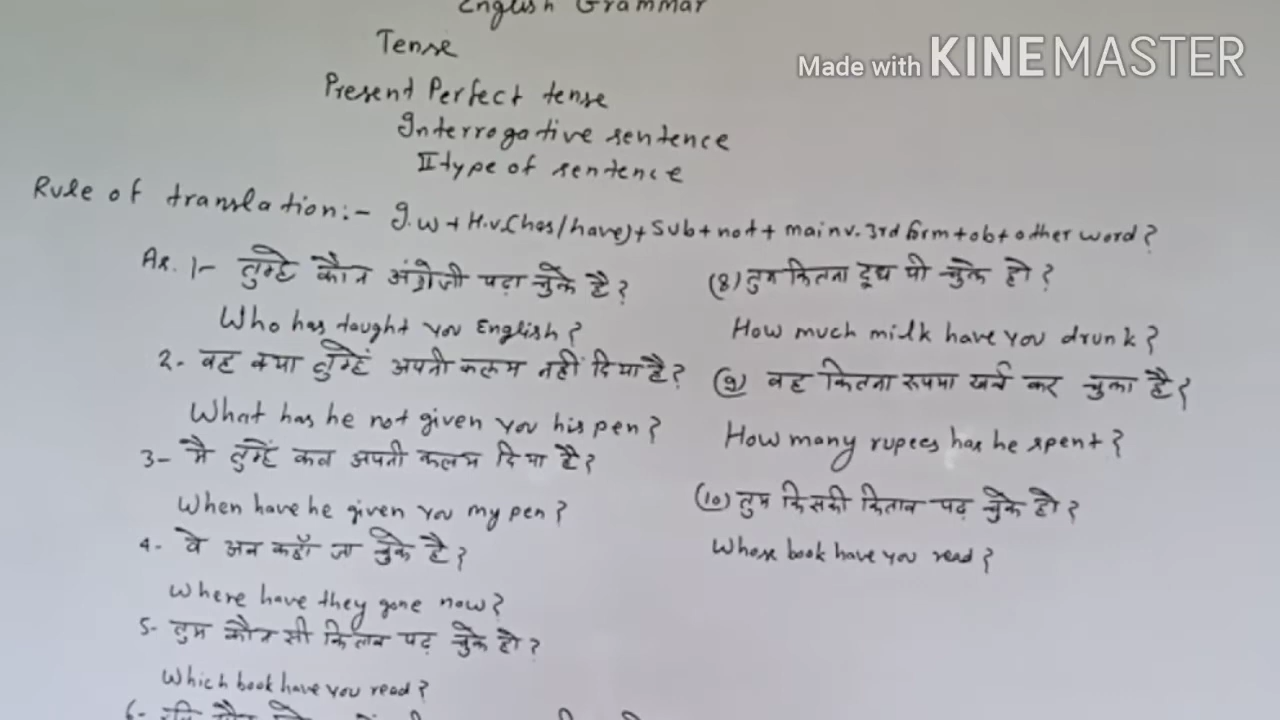 English Grammar
Made with KINEMASTER
Tense
Present Perfect tense
Interrogative sentence
II type of sentence
Rule of translation:- I.w + H.v.(has/have) + Sub + not + main v. 3rd form + ob + other word?
Ar. 1- तुम्हे कौन अंग्रेजी पढ़ा चुके है?
Who has taught you English?
2- वह क्या तुम्हें अपनी कलम नहीं दिया है?
What has he not given you his pen?
3- मै तुम्हें कब अपनी कलम दिया है?
When have he given you my pen?
4- वे अब कहाँ जा चुके है?
Where have they gone now?
5- तुम कौन सी किताब पढ़ चुके हो?
Which book have you read?
(8) तुम कितना दूध पी चुके हो?
How much milk have you drunk?
(9) वह कितना रूपया खर्च कर चुका है?
How many rupees has he spent?
(10) तुम किसकी किताब पढ़ चुके हो?
Whose book have you read?
6-